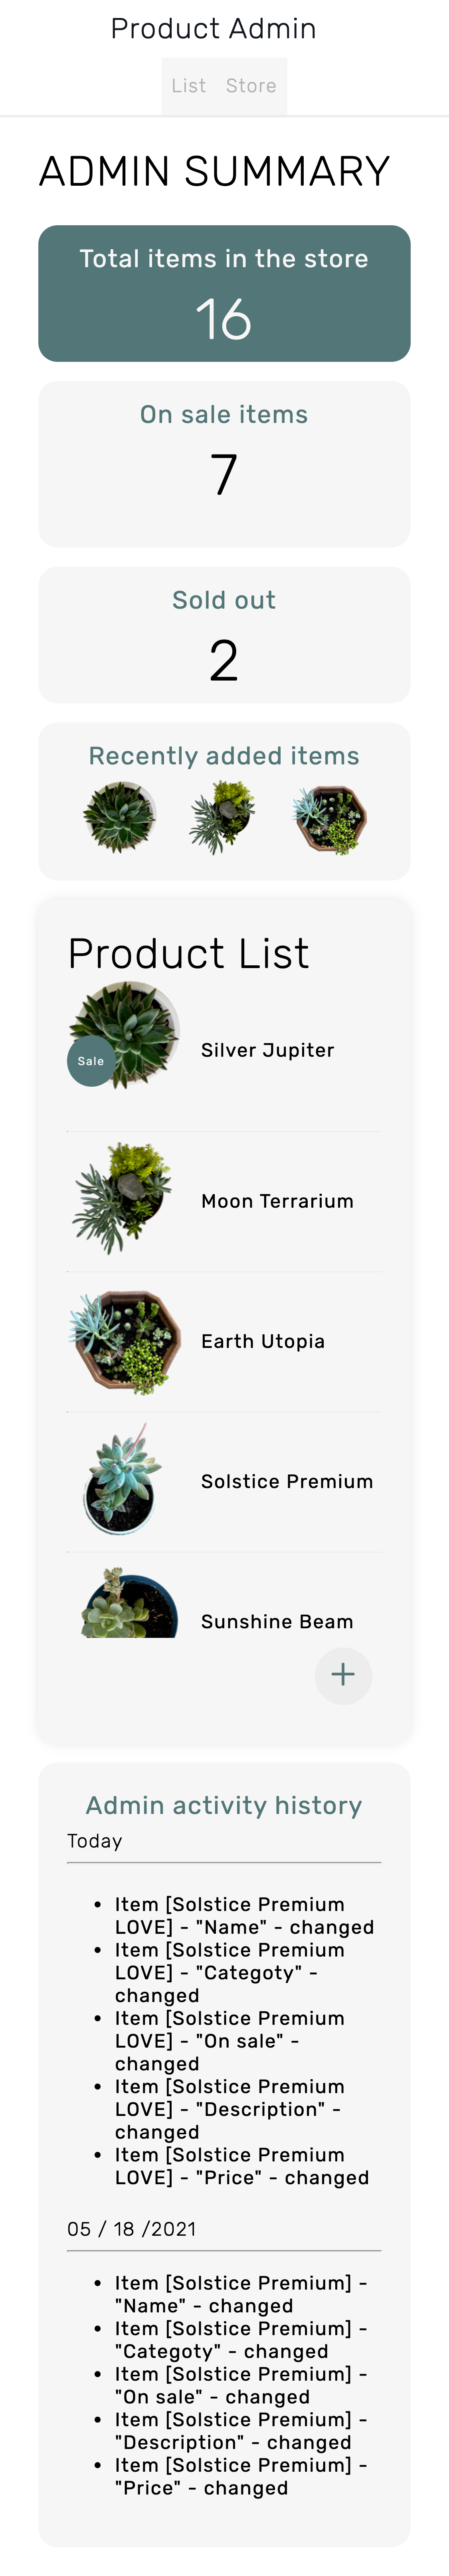 Product Admin
List Store
ADMIN SUMMARY
Total items in the store
16
On sale items
7
Sold out
2
Recently added items
Product List
Sale
Silver Jupiter
Moon Terrarium
Earth Utopia
Solstice Premium
Sunshine Beam
+
Admin activity history
Today
• Item [Solstice Premium
LOVE] - "Name" - changed
• Item [Solstice Premium
LOVE] - "Categoty" -
changed
• Item [Solstice Premium
LOVE] - "On sale" -
changed
• Item [Solstice Premium
LOVE] - "Description" -
changed
• Item [Solstice Premium
LOVE] - "Price" - changed
05 / 18 /2021
• Item [Solstice Premium] -
"Name" - changed
• Item [Solstice Premium] -
"Categoty" - changed
• Item [Solstice Premium] -
"On sale" - changed
• Item [Solstice Premium] -
"Description" - changed
• Item [Solstice Premium] -
"Price" - changed